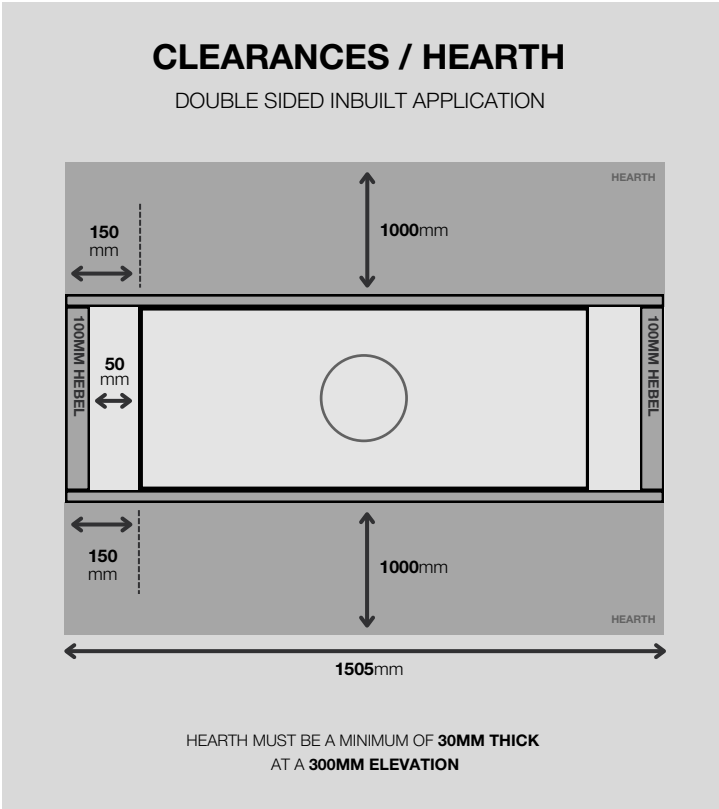 CLEARANCES / HEARTH
DOUBLE SIDED INBUILT APPLICATION
HEARTH
150
mm
1000mm
100MM HEBEL
50
mm
100MM HEBEL
150
mm
1000mm
HEARTH
1505mm
HEARTH MUST BE A MINIMUM OF 30MM THICK
AT A 300MM ELEVATION